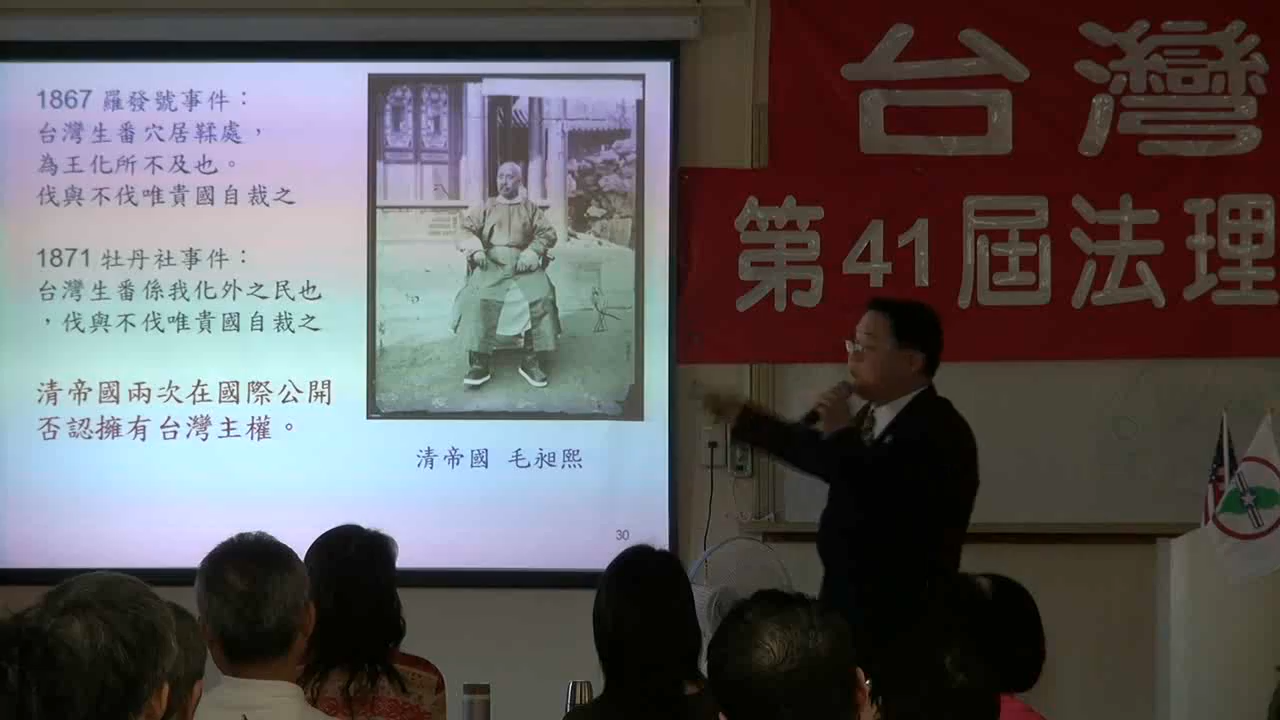 1867 羅發號事件：
台灣生番穴居鞣處，
為王化所不及也。
伐與不伐唯貴國自裁之
1871 牡丹社事件：
台灣生番係我化外之民也
，伐與不伐唯貴國自裁之
清帝國兩次在國際公開
否認擁有台灣主權。
清帝國 毛昶熙
30
台灣
第41屆法理